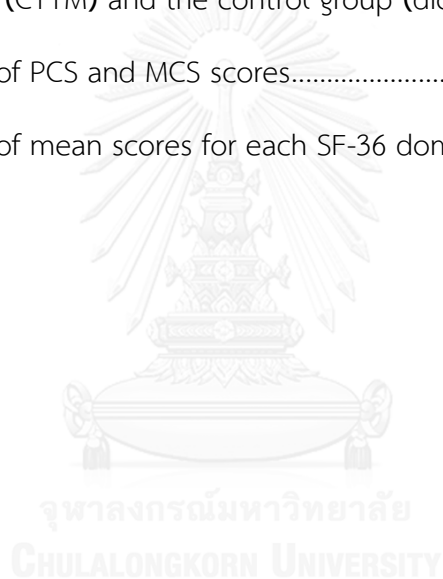 (CTTM) and the control group (dic
of PCS and MCS scores.....................
of mean scores for each SF-36 dom
จุฬาลงกรณ์มหาวิทยาลัย
CHULALONGKORN UNIVERSITY